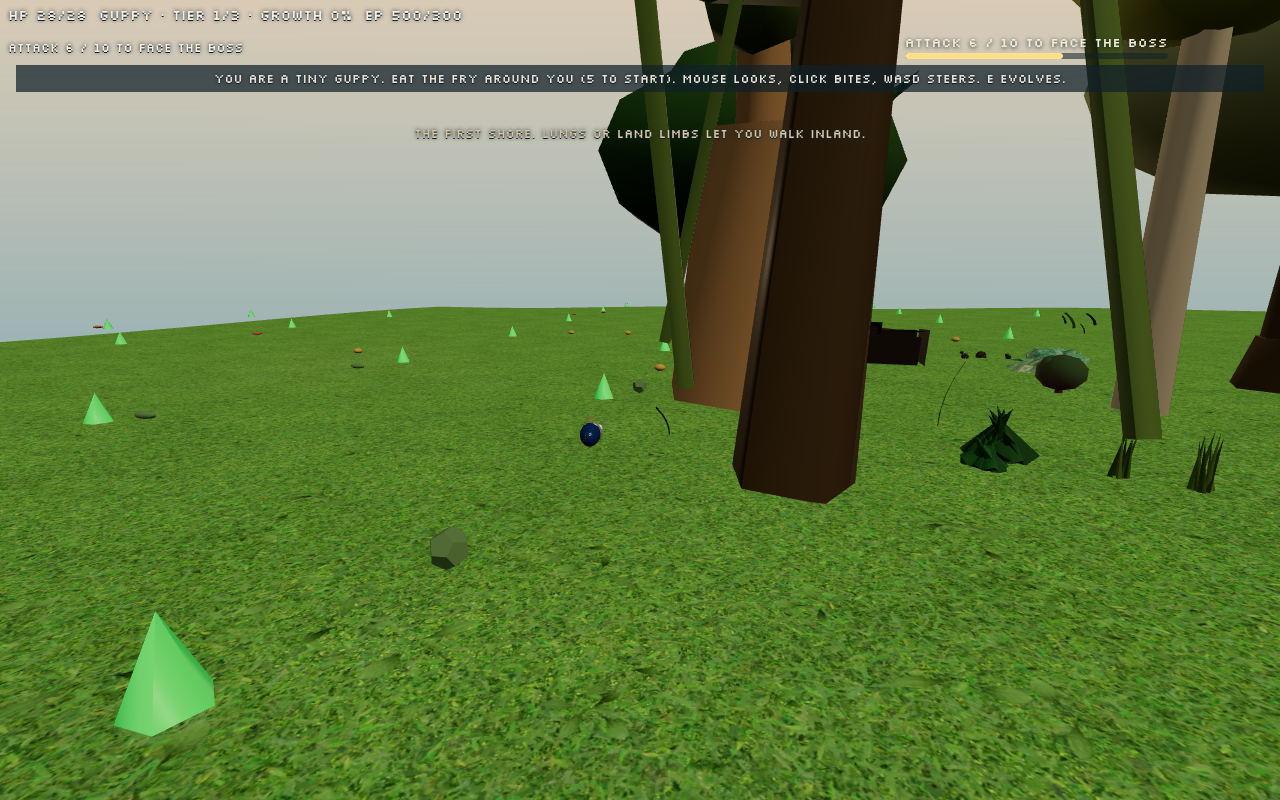 HP 28/28 GUPPY · TIER 1/3 · GROWTH 0% EP 500/300
ATTACK 6 / 10 TO FACE THE BOSS
ATTACK 6 / 10 TO FACE THE BOSS
YOU ARE A TINY GUPPY. EAT THE FRY AROUND YOU (5 TO START). MOUSE LOOKS, CLICK BITES, WASD STEERS. E EVOLVES.
THE FIRST SHORE. LUNGS OR LAND LIMBS LET YOU WALK INLAND.